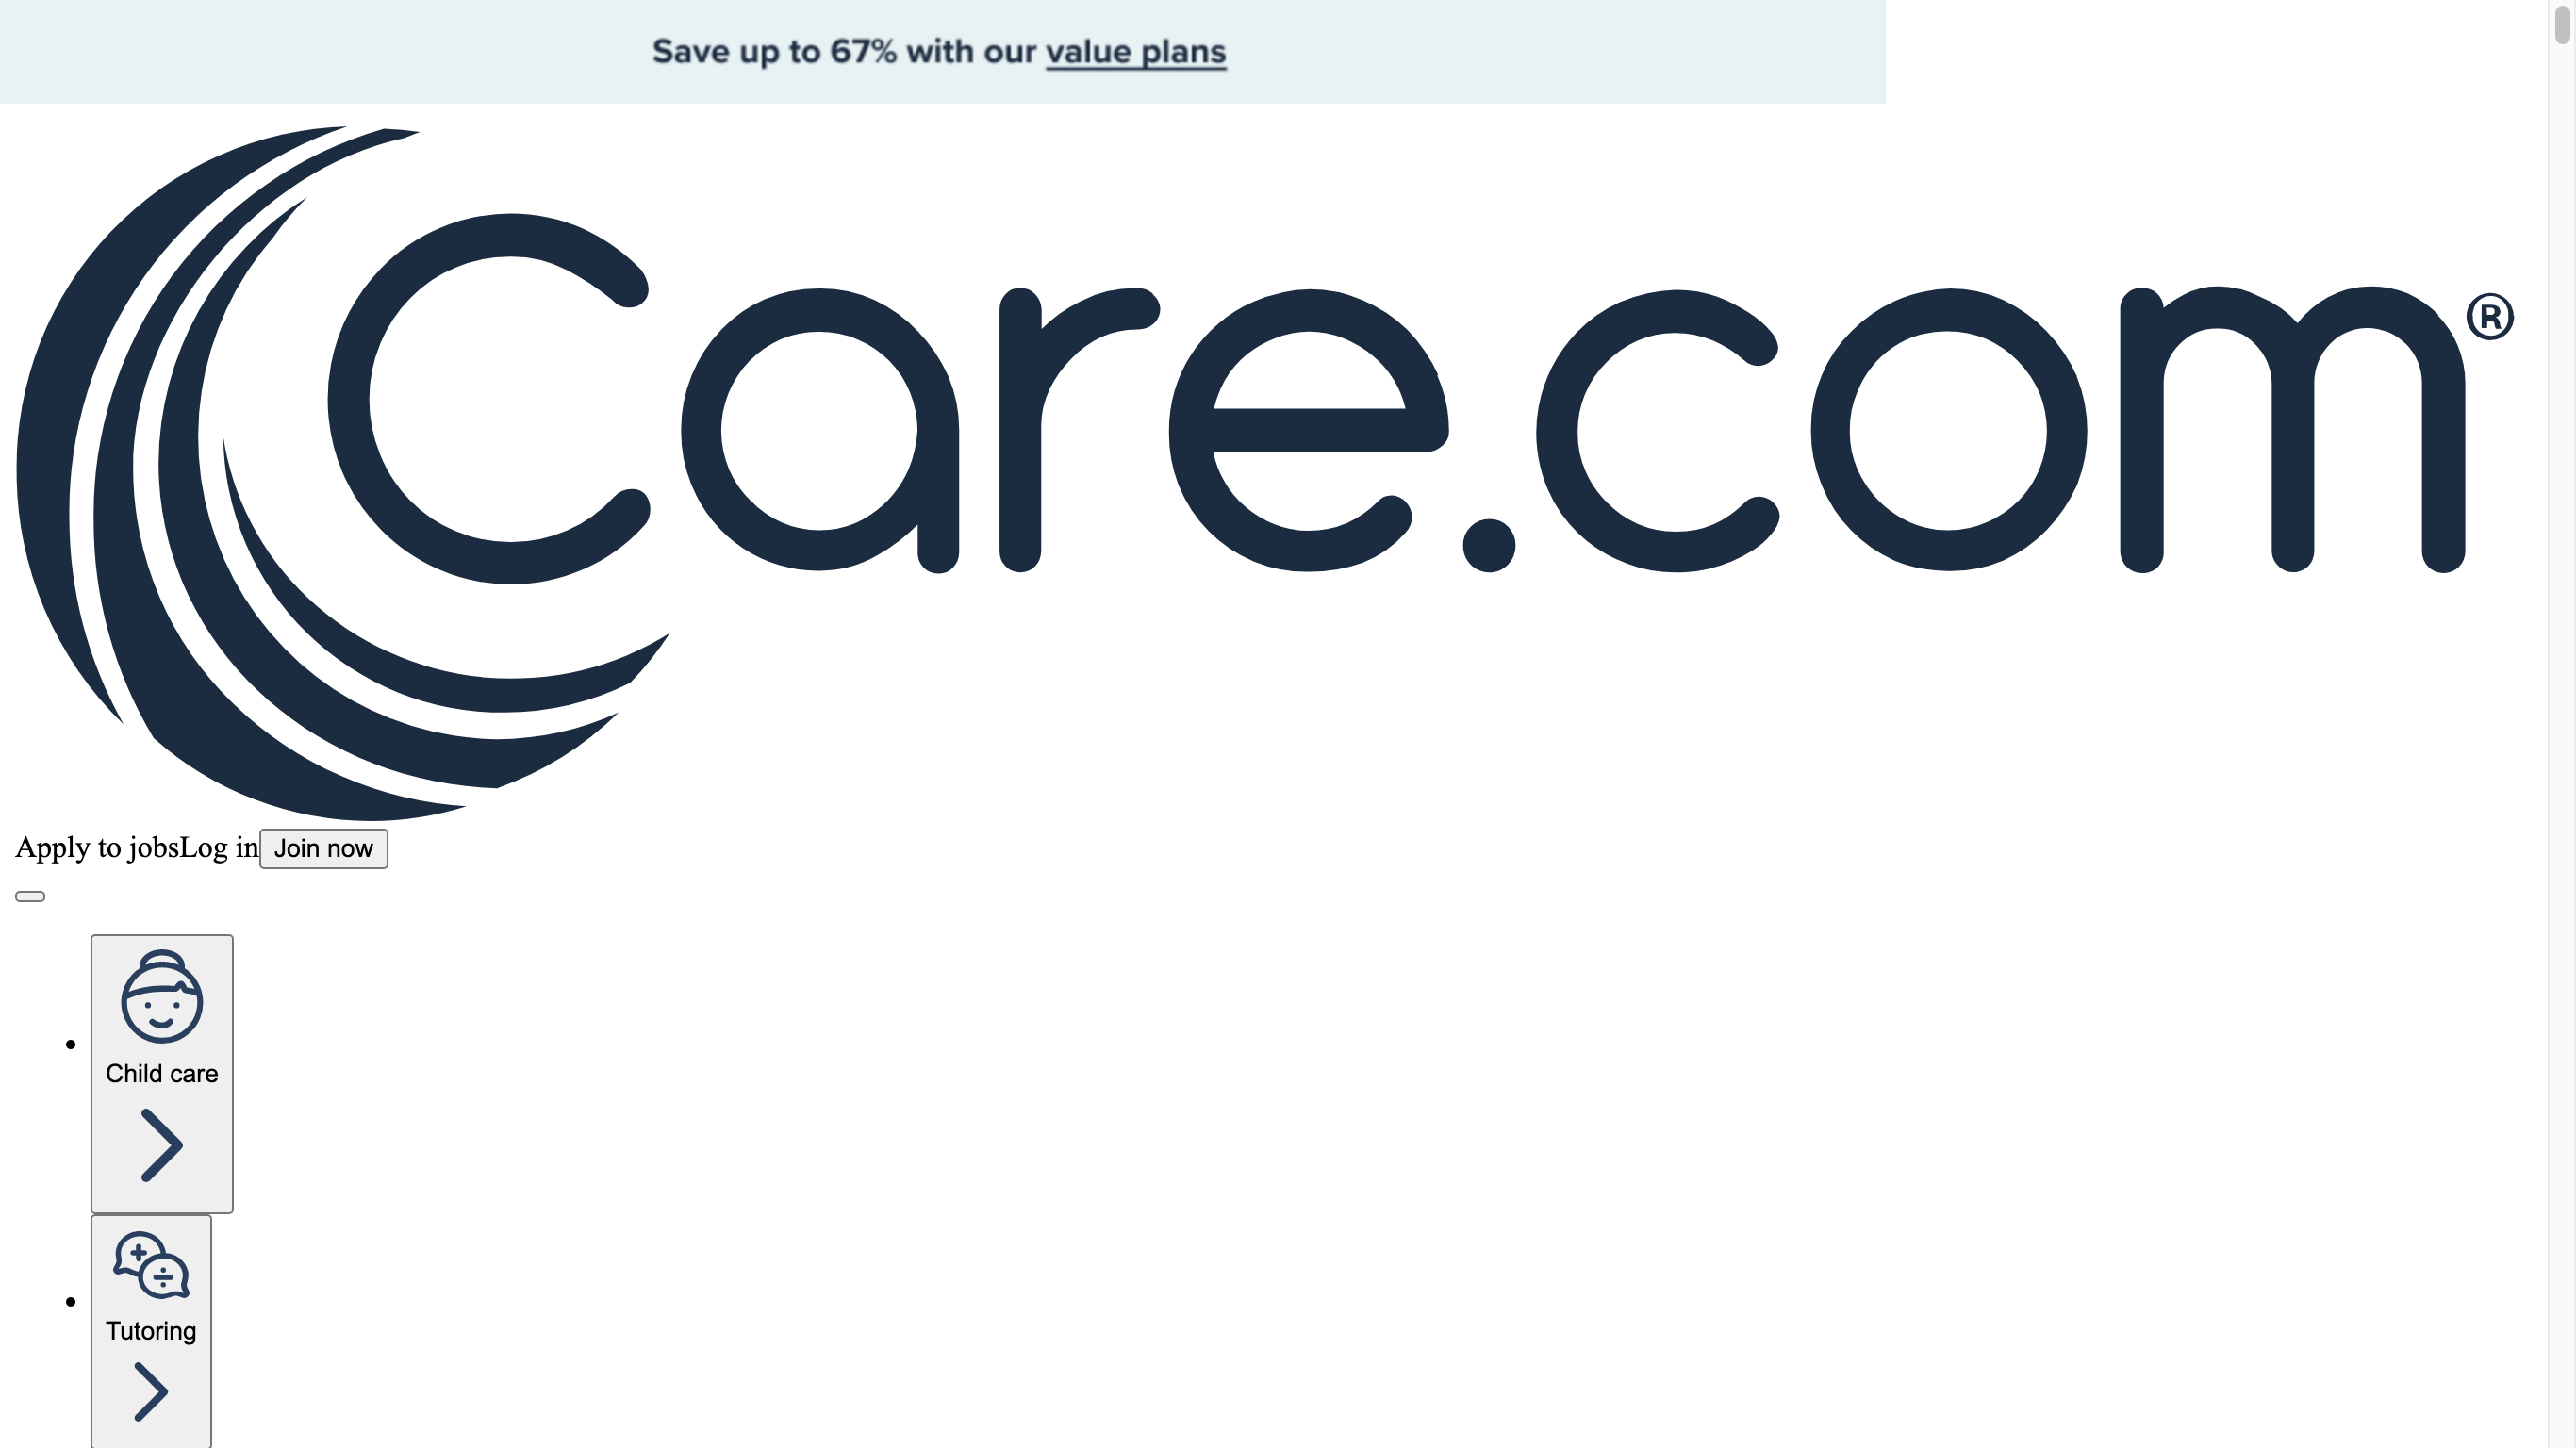 Save up to 67% with our value plans
Care.com®
Apply to jobsLog in Join now
Child care
Tutoring